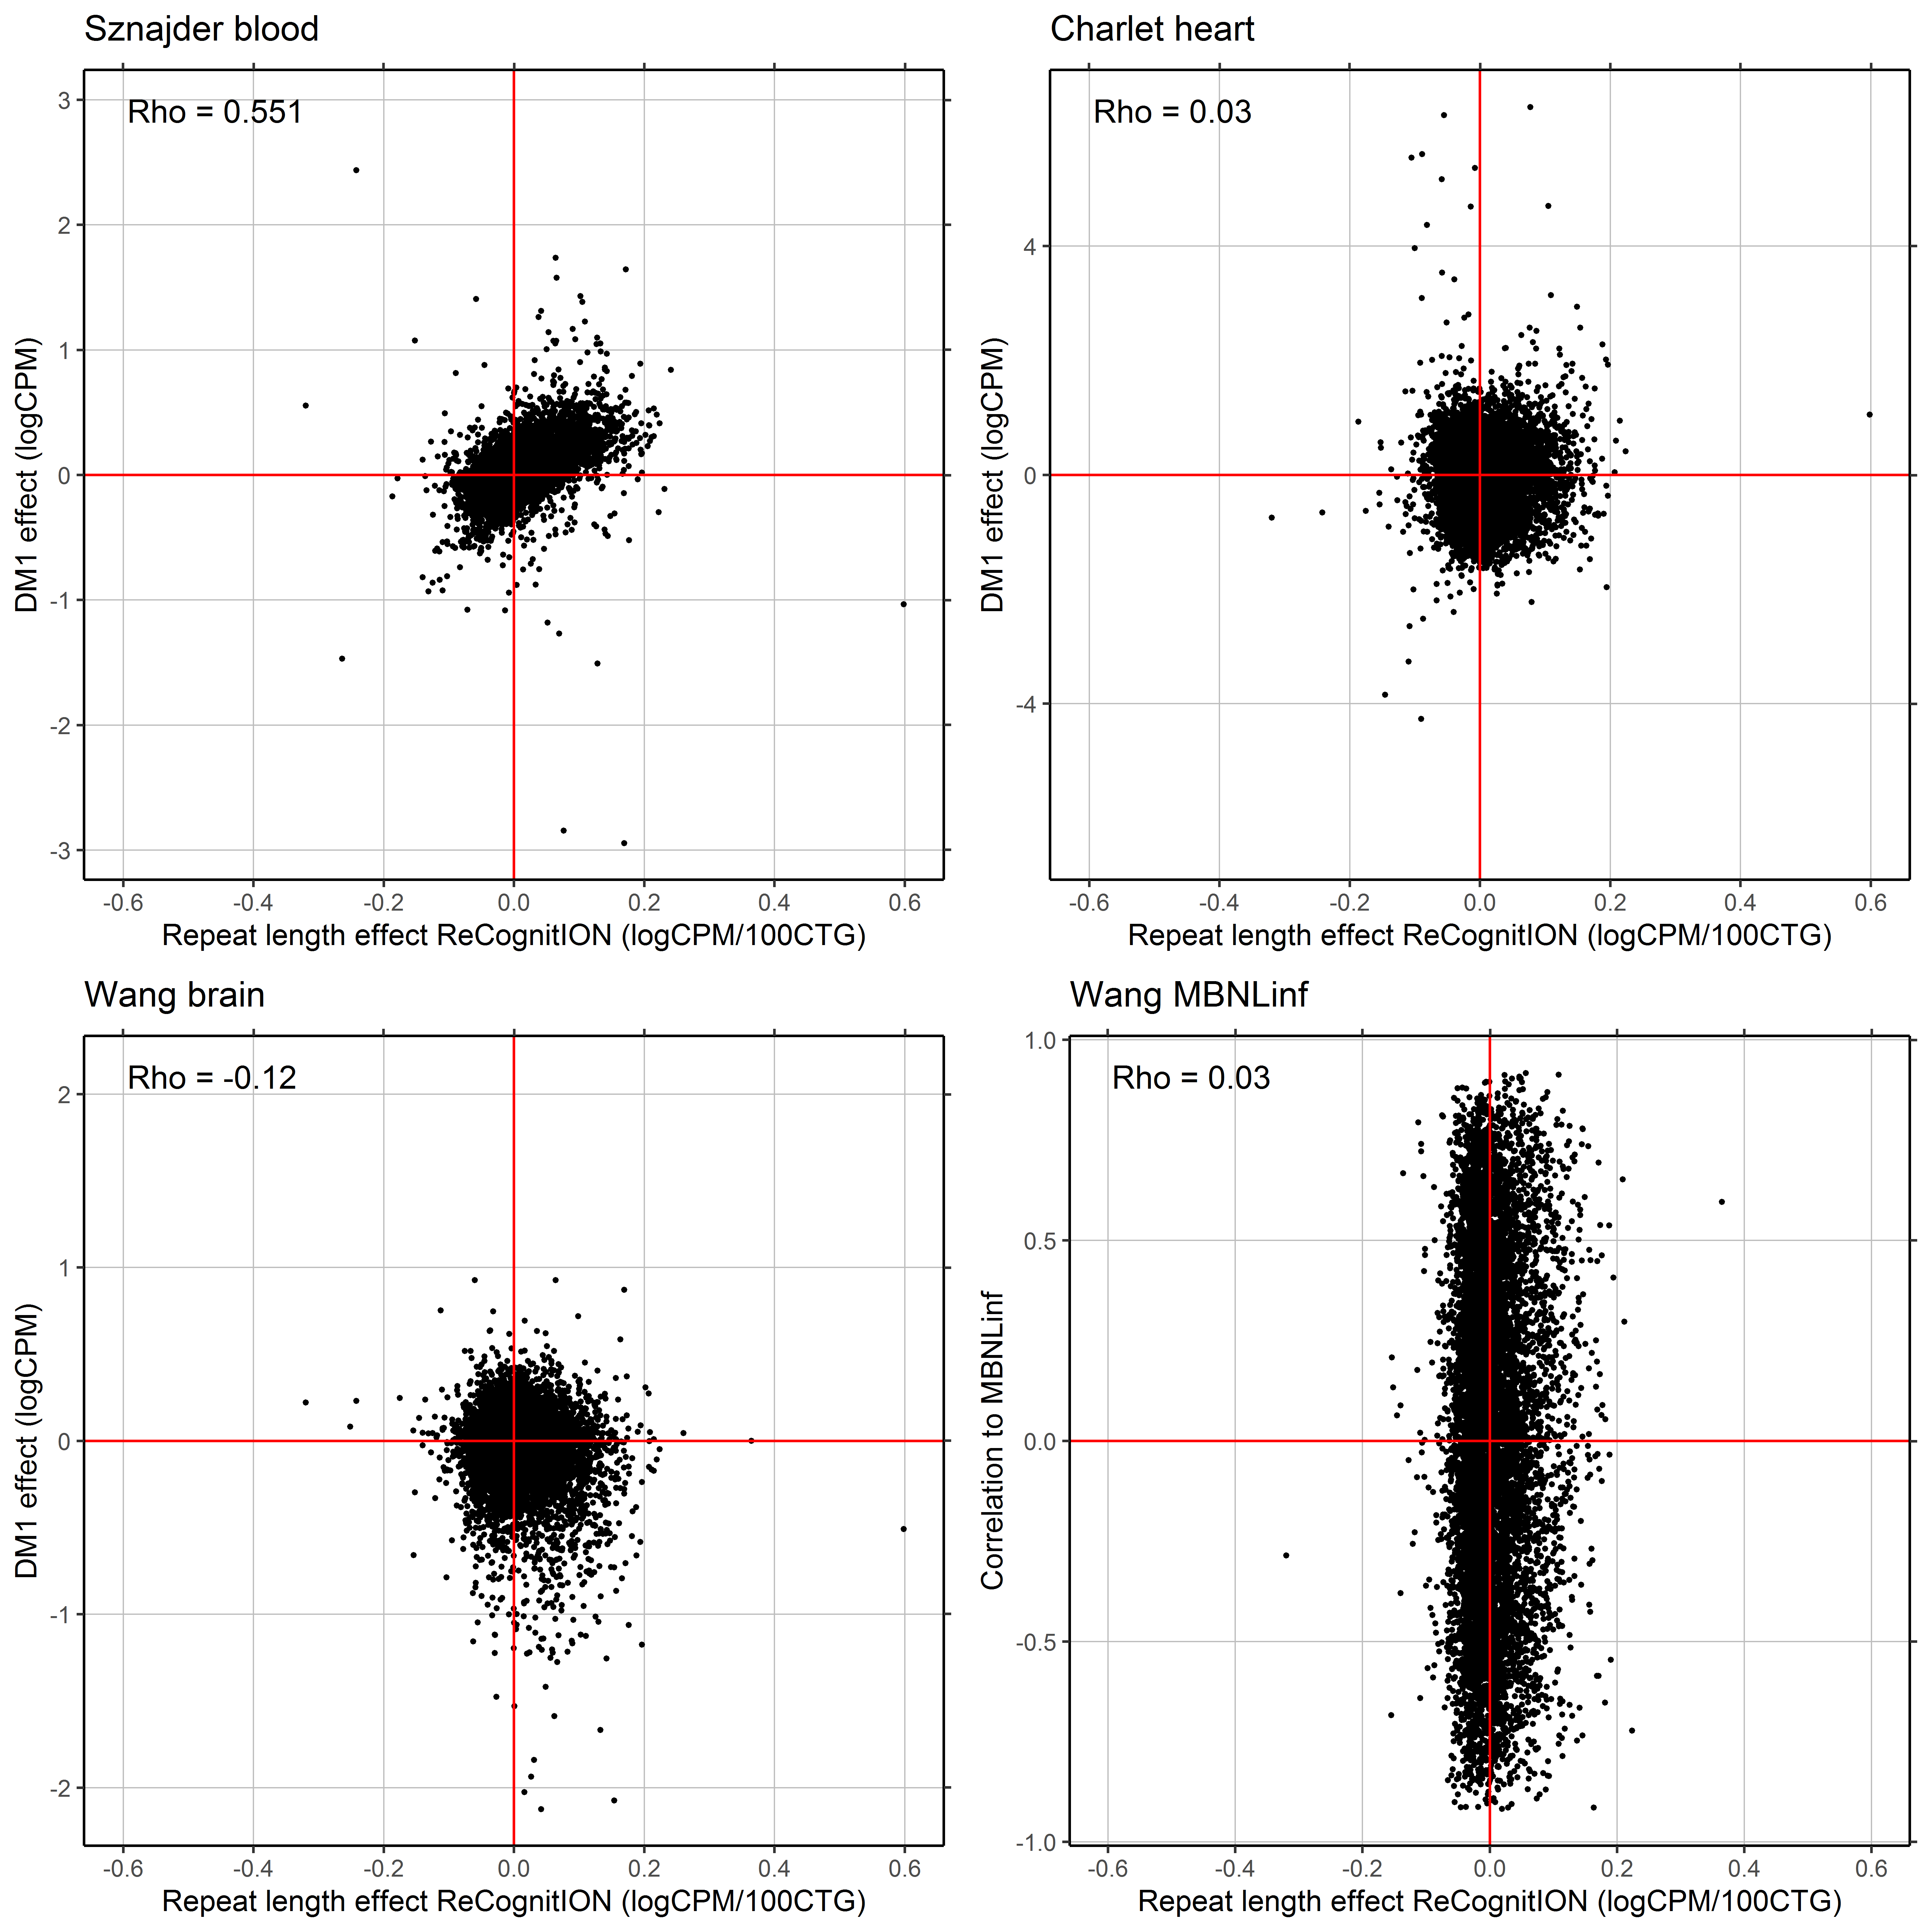 Sznajder blood
Rho = 0.551
3
2
1
0
-1
-2
-3
DM1 effect (logCPM)
-0.6 -0.4 -0.2 0.0 0.2 0.4 0.6
Repeat length effect ReCognitION (logCPM/100CTG)
Charlet heart
Rho = 0.03
4
0
-4
DM1 effect (logCPM)
-0.6 -0.4 -0.2 0.0 0.2 0.4 0.6
Repeat length effect ReCognitION (logCPM/100CTG)
Wang brain
Rho = -0.12
2
1
0
-1
-2
DM1 effect (logCPM)
-0.6 -0.4 -0.2 0.0 0.2 0.4 0.6
Repeat length effect ReCognitION (logCPM/100CTG)
Wang MBNLinf
Rho = 0.03
1.0
0.5
0.0
-0.5
-1.0
Correlation to MBNLinf
-0.6 -0.4 -0.2 0.0 0.2 0.4 0.6
Repeat length effect ReCognitION (logCPM/100CTG)